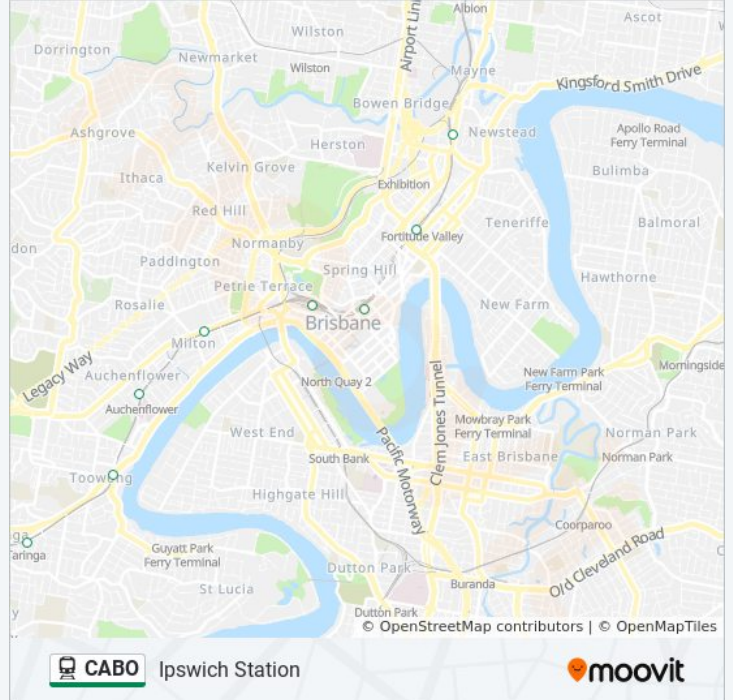 Albion
Ascot
Wilston
Dorrington
Newmarket
Wilston
Airport Lin
Mayne
Kingsford Smith Drive
Bowen Bridge
Ashgrove
Newstead
Apollo Road
Ferry Terminal
Herston
Kelvin Grove
Ithaca
Bulimba
Exhibition
Red Hill
Teneriffe
Balmoral
Fortitude Valley
Normanby
don
Paddington
Spring Hill
Hawthorne
Petrie Terrace
Rosalie
New Farm
Brisbane
Milton
Legacy Way
Auchenflower
North Quay 2
New Farm Park
Ferry Terminal
Morningside
Auchenflower
Clem Jones Tunnel
Mowbray Park
Ferry Terminal
West End
Pacific Motorway
Norman Park
South Bank
East Brisbane
Norman Park
Toowong
Highgate Hill
Coorparoo
ga
Taringa
Guyatt Park
Ferry Terminal
Old Cleveland Road
Dutton Park
St Lucia
Buranda
y
Dutton Park
© OpenStreetMap contributors | © OpenMapTiles
CABO Ipswich Station
moovit